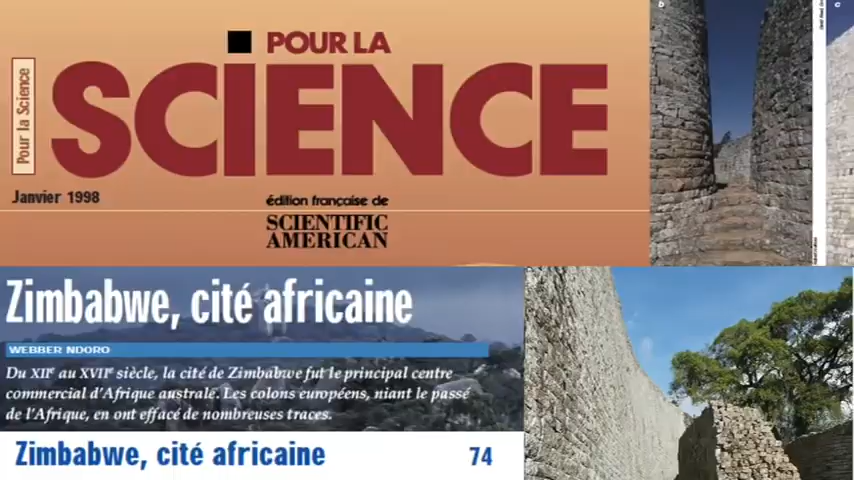 POUR LA
SCIENCE
Pour la Science
Janvier 1998
édition française de
SCIENTIFIC
AMERICAN
Zimbabwe, cité africaine
WEBBER NDORO
Du XIIᵉ au XVIIᵉ siècle, la cité de Zimbabwe fut le principal centre
commercial d'Afrique australe. Les colons européens, niant le passé
de l'Afrique, en ont effacé de nombreuses traces.
Zimbabwe, cité africaine 74